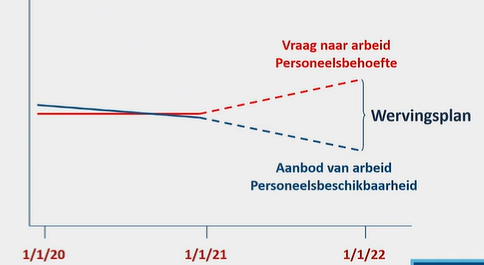 Vraag naar arbeid
Personeelsbehoefte
Wervingsplan
Aanbod van arbeid
Personeelsbeschikbaarheid
1/1/20
1/1/21
1/1/22